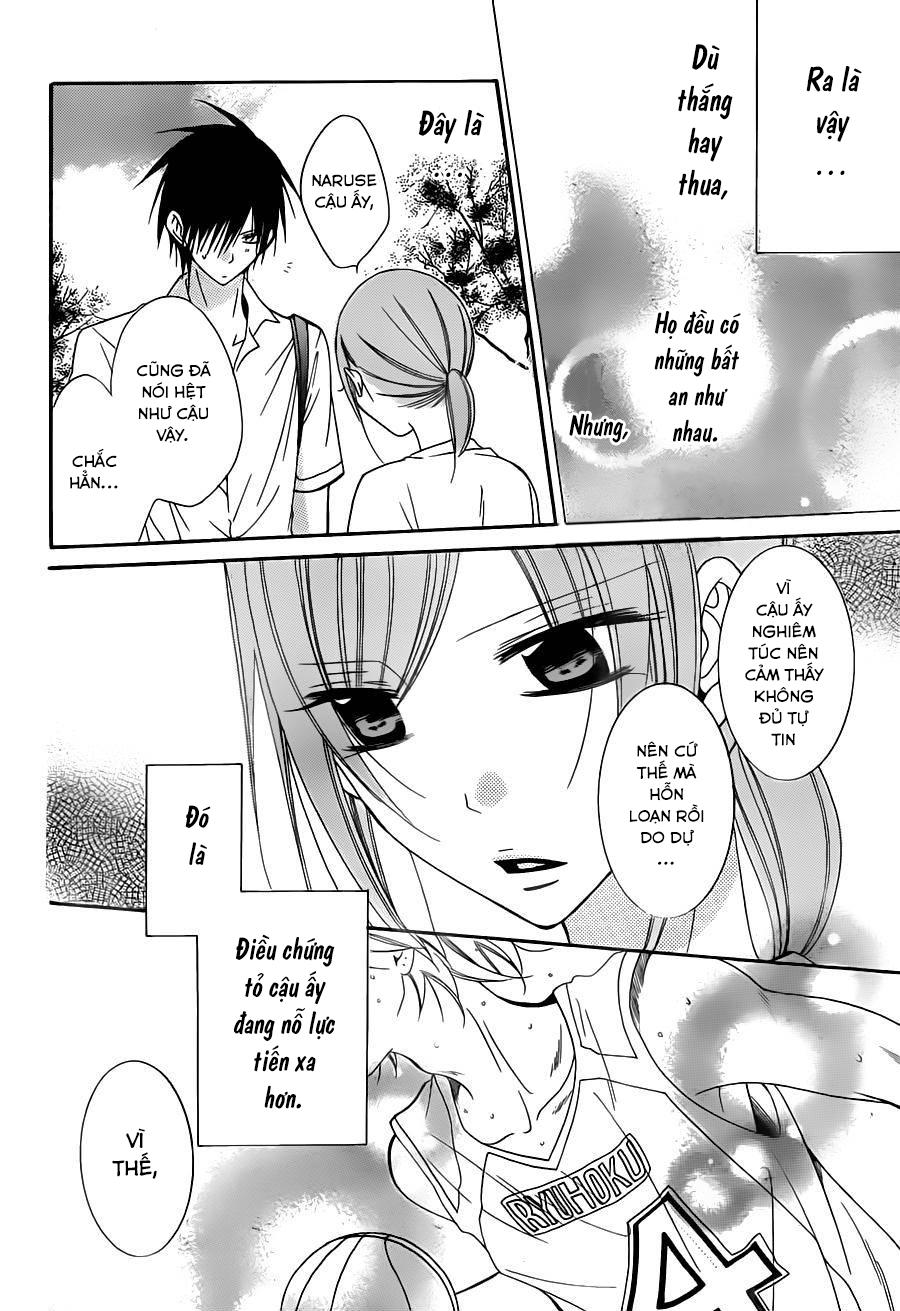 Ra là
vậy
...
Dù
thắng
hay
thua,
Họ đều có
những bất
an như
nhau.
Nhưng,
Đây là
...
NARUSE
CẬU ẤY,
CŨNG ĐÃ
NÓI HỆT
NHƯ CẬU
VẬY.
CHẮC
HẲN...
VÌ
CẬU ẤY
NGHIÊM
TÚC NÊN
CẢM THẤY
KHÔNG
ĐỦ TỰ
TIN
NÊN CỨ
THẾ MÀ
HỖN
LOẠN RỒI
DO DỰ
...
Đó
là
Điều chứng
tỏ cậu ấy
đang nỗ lực
tiến xa
hơn.
RYUHOKU
4
VÌ
THẾ,